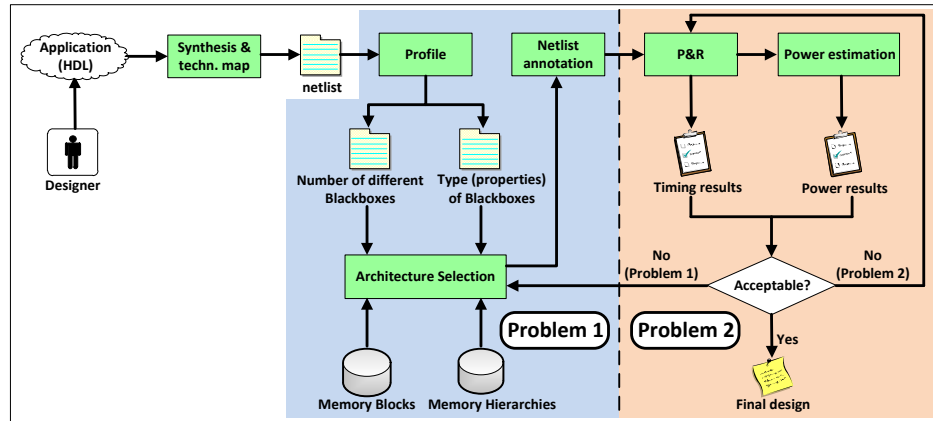 Application
(HDL)
Synthesis &
techn. map
netlist
Designer
Profile
Netlist
annotation
P&R
Power estimation
Number of different
Blackboxes
Type (properties)
of Blackboxes
Timing results
Power results
Architecture Selection
No
(Problem 1)
Acceptable?
No
(Problem 2)
Problem 1
Problem 2
Yes
Memory Blocks
Memory Hierarchies
Final design